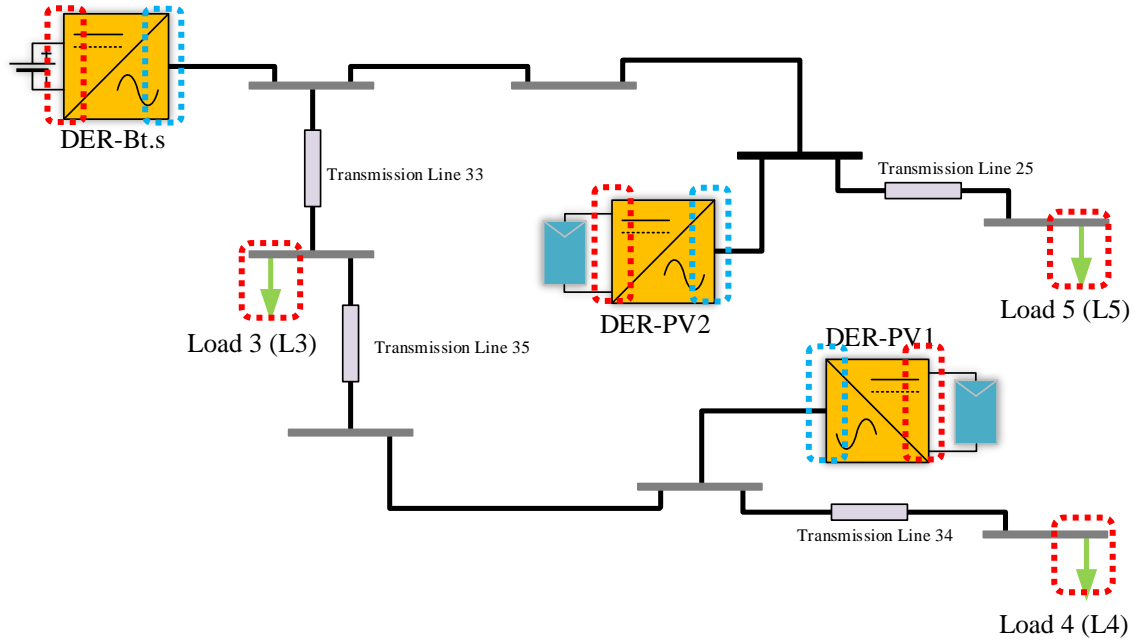 DER-Bt.s
Transmission Line 33
Transmission Line 25
Load 3 (L3)
DER-PV2
Load 5 (L5)
Transmission Line 35
DER-PV1
Transmission Line 34
Load 4 (L4)